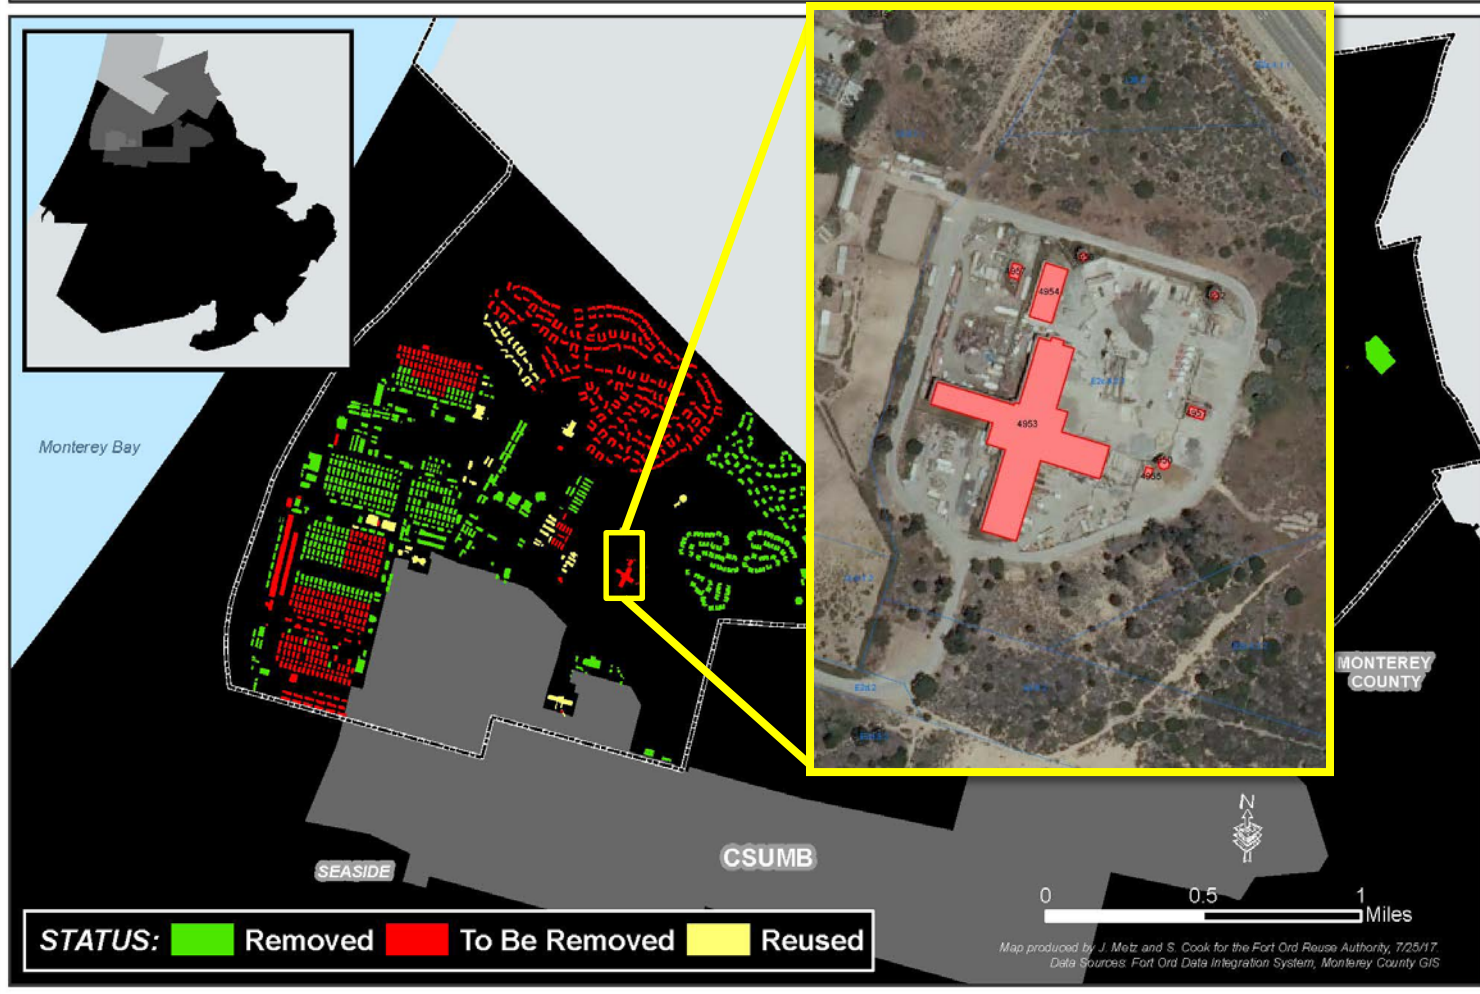 4954
4953
4955
Monterey Bay
MONTEREY
COUNTY
CSUMB
SEASIDE
N
0 0.5 1
Miles
STATUS: Removed To Be Removed Reused
Map produced by J. Metz and S. Cook for the Fort Ord Reuse Authority, 7/25/17.
Data Sources: Fort Ord Data Integration System, Monterey County GIS